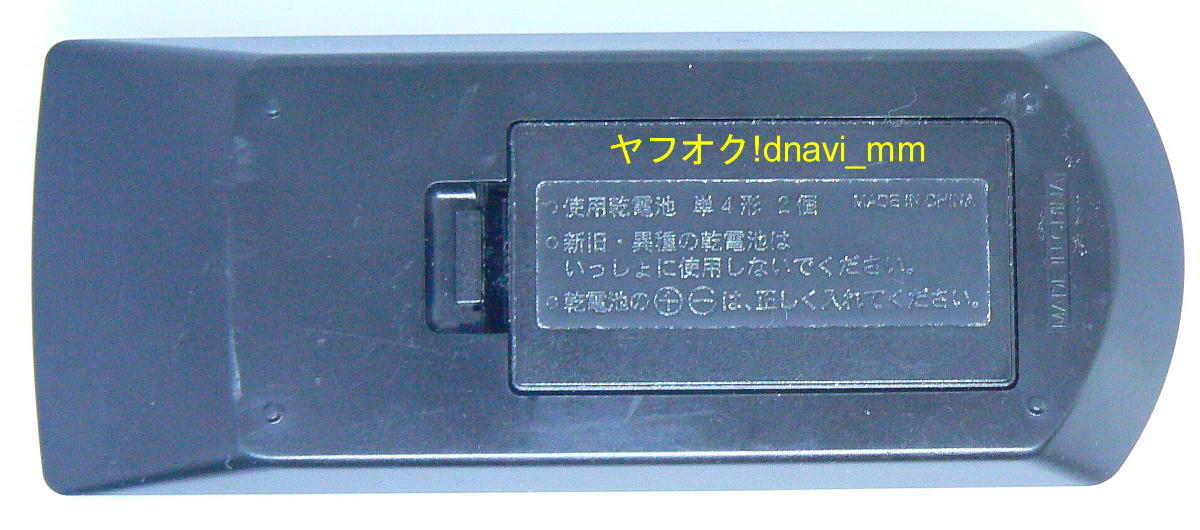 ヤフオク!dnavi_mm
○使用乾電池 単4形 2個 MADE IN CHINA
○新旧・異種の乾電池は
いっしょに使用しないでください。
○乾電池の⊕⊖は、正しく入れてください。
MADE IN CHINA